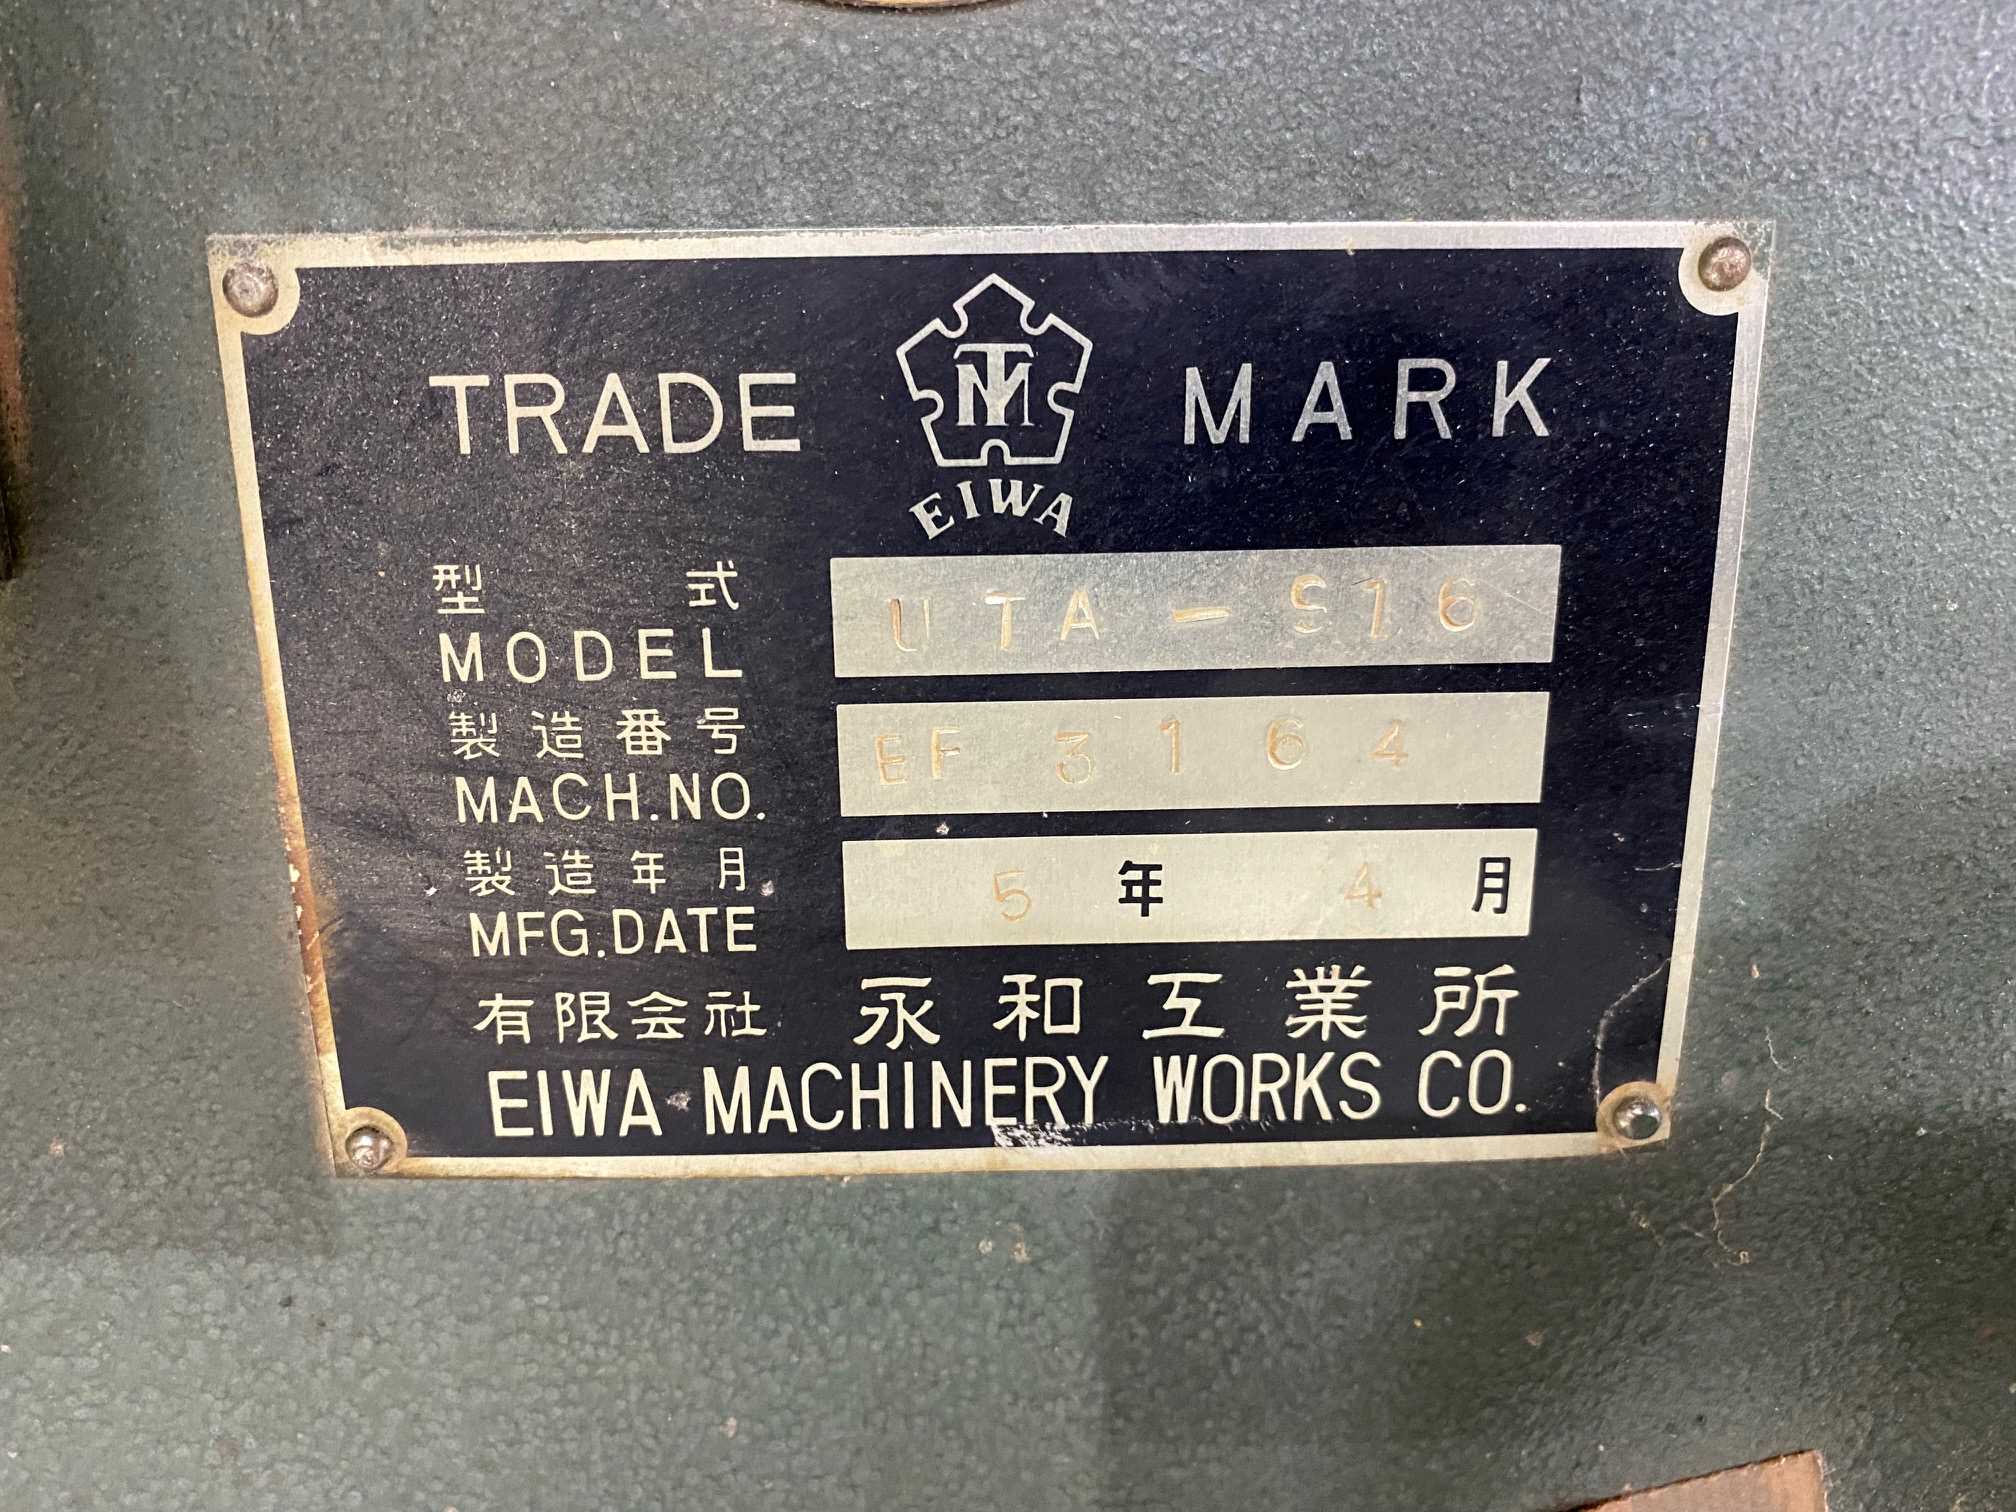 TRADE TM MARK
EIWA
型式 UTA-S16
MODEL
製造番号 EF 3164
MACH.NO.
製造年月 5年 4月
MFG.DATE
有限会社 永和工業所
EIWA MACHINERY WORKS CO.